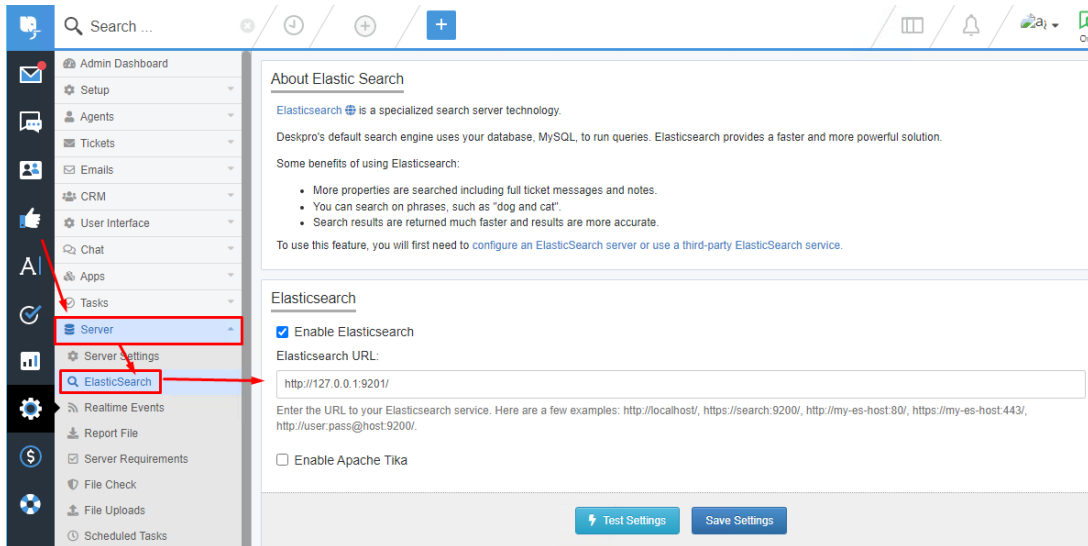 Search ...
Admin Dashboard
Setup
Agents
Tickets
Emails
CRM
User Interface
Chat
Apps
Tasks
Server
Server Settings
ElasticSearch
Realtime Events
Report File
Server Requirements
File Check
File Uploads
Scheduled Tasks
AI
About Elastic Search
Elasticsearch is a specialized search server technology.
Deskpro's default search engine uses your database, MySQL, to run queries. Elasticsearch provides a faster and more powerful solution.
Some benefits of using Elasticsearch:
• More properties are searched including full ticket messages and notes.
• You can search on phrases, such as "dog and cat".
• Search results are returned much faster and results are more accurate.
To use this feature, you will first need to configure an ElasticSearch server or use a third-party ElasticSearch service.
Elasticsearch
Enable Elasticsearch
Elasticsearch URL:
http://127.0.0.1:9201/
Enter the URL to your Elasticsearch service. Here are a few examples: http://localhost/, https://search:9200/, http://my-es-host:80/, https://my-es-host:443/,
http://user:pass@host:9200/.
Enable Apache Tika
Test Settings
Save Settings